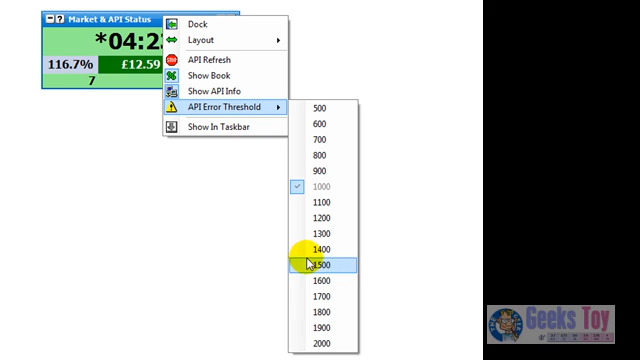 Market & API Status
*04:23
116.7%
£12.59
7
Dock
Layout
API Refresh
Show Book
Show API Info
API Error Threshold
Show In Taskbar
500
600
700
800
900
1000
1100
1200
1300
1400
1500
1600
1700
1800
1900
2000
Geeks Toy